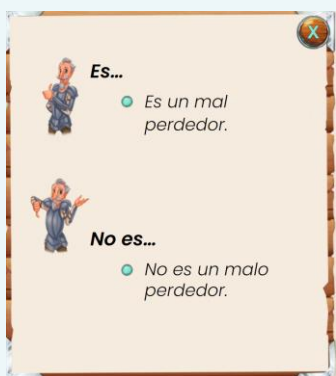 X
Es...
Es un mal
perdedor.
No es...
No es un malo
perdedor.